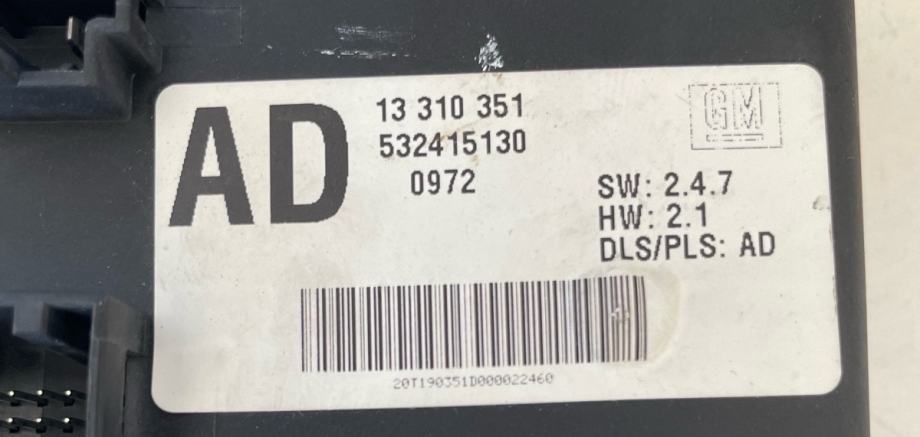 AD
13 310 351
532415130
0972
GM
SW: 2.4.7
HW: 2.1
DLS/PLS: AD
20T190351D000022460